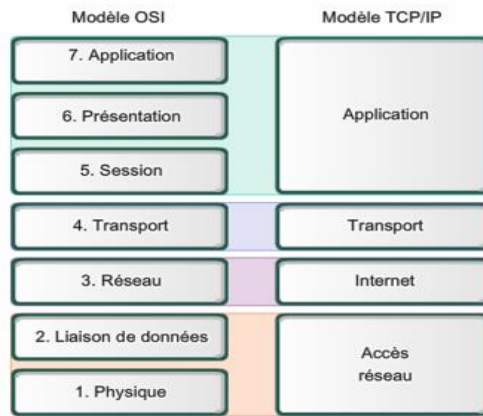 Modèle OSI
Modèle TCP/IP
7. Application
6. Présentation
5. Session
Application
4. Transport
Transport
3. Réseau
Internet
2. Liaison de données
1. Physique
Accès
réseau